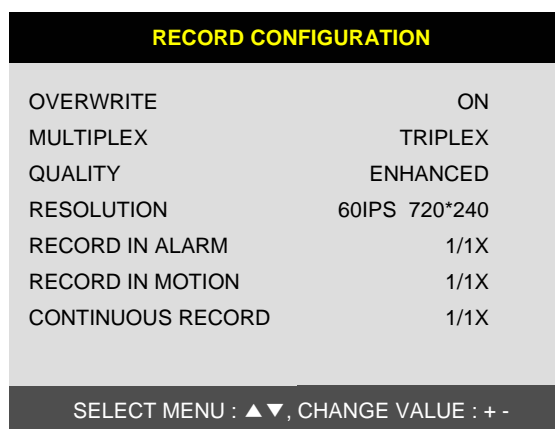 RECORD CONFIGURATION
OVERWRITE ON
MULTIPLEX TRIPLEX
QUALITY ENHANCED
RESOLUTION 60IPS 720*240
RECORD IN ALARM 1/1X
RECORD IN MOTION 1/1X
CONTINUOUS RECORD 1/1X
SELECT MENU : ▲▼, CHANGE VALUE : + -